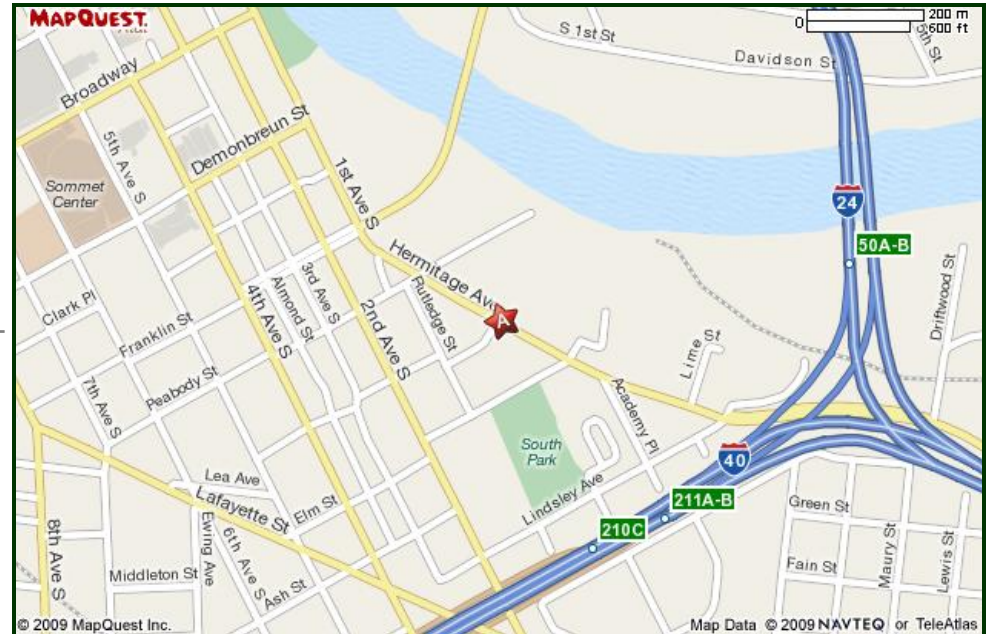 MAPQUEST.
0
200 m
600 ft
S 1st St
5th St
Davidson St
Broadway
Demonbreun St
5th Ave S
Sommet
Center
1st Ave S
24
50A-B
Hermitage Ave
Driftwood St
Clark Pl
Franklin St
4th Ave S
Almond St
3rd Ave S
Rutledge St
2nd Ave S
A
Lime St
Peabody St
7th Ave S
Academy Pl
South
Park
40
Lea Ave
Lafayette St
Elm St
Lindsley Ave
211A-B
210C
Green St
8th Ave S
Ewing Ave
6th Ave S
Maury St
Lewis St
Middleton St
Ash St
Fain St
© 2009 MapQuest Inc.
Map Data © 2009 NAVTEQ or TeleAtlas